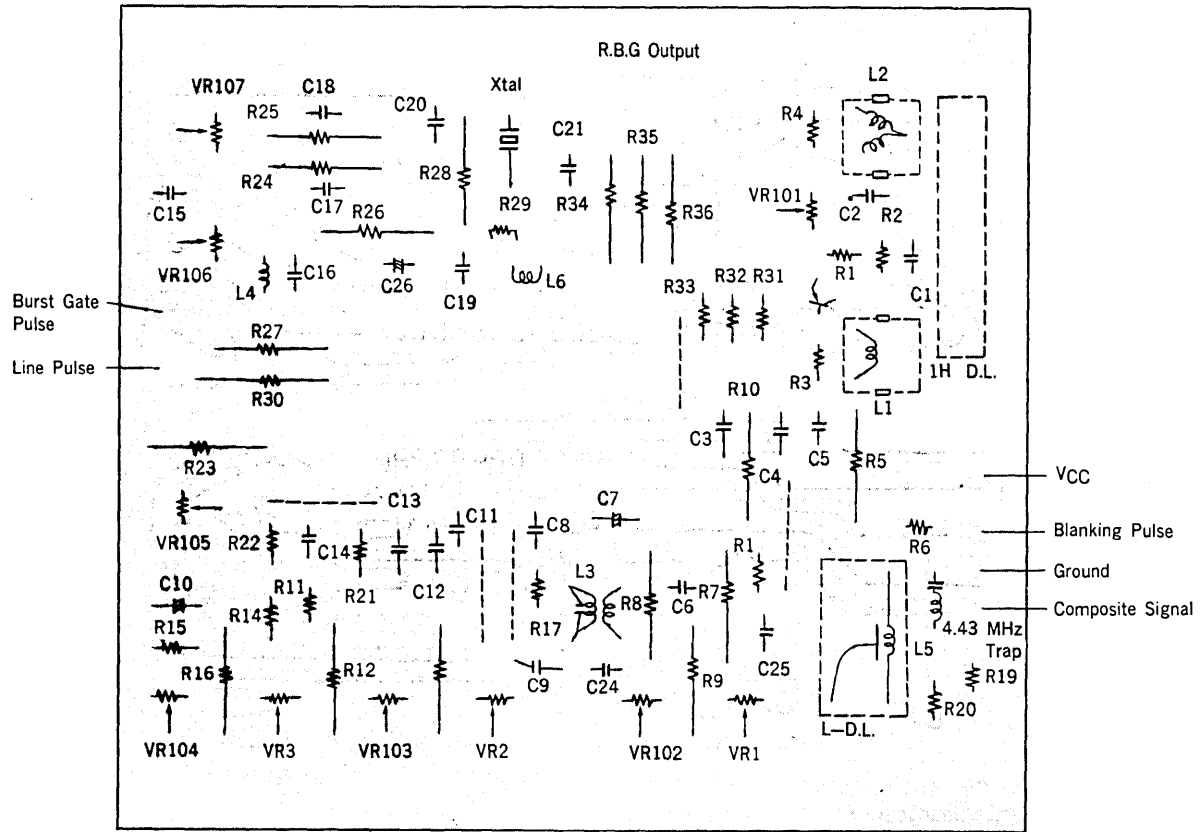 R.B.G Output
L2
VR107
C18
Xtal
R25
C20
C21
R4
R35
R24
R28
C17
R29
R34
R36
VR101
C15
R26
C2
R2
VR106
L4
C16
C26
C19
L6
R1
C1
R33
R32
R31
Burst Gate
Pulse
R27
Line Pulse
R30
R3
1H D.L.
R10
L1
C3
C4
C5
R5
R23
VCC
C13
C7
VR105
R22
C14
C11
C8
R6
Blanking Pulse
R1
C10
R11
R21
C12
L3
R8
C6
R7
Ground
R14
R15
R17
Composite Signal
4.43 MHz
Trap
L5
C25
R16
R12
C9
C24
R9
R19
R20
L-D.L.
VR104
VR3
VR103
VR2
VR102
VR1